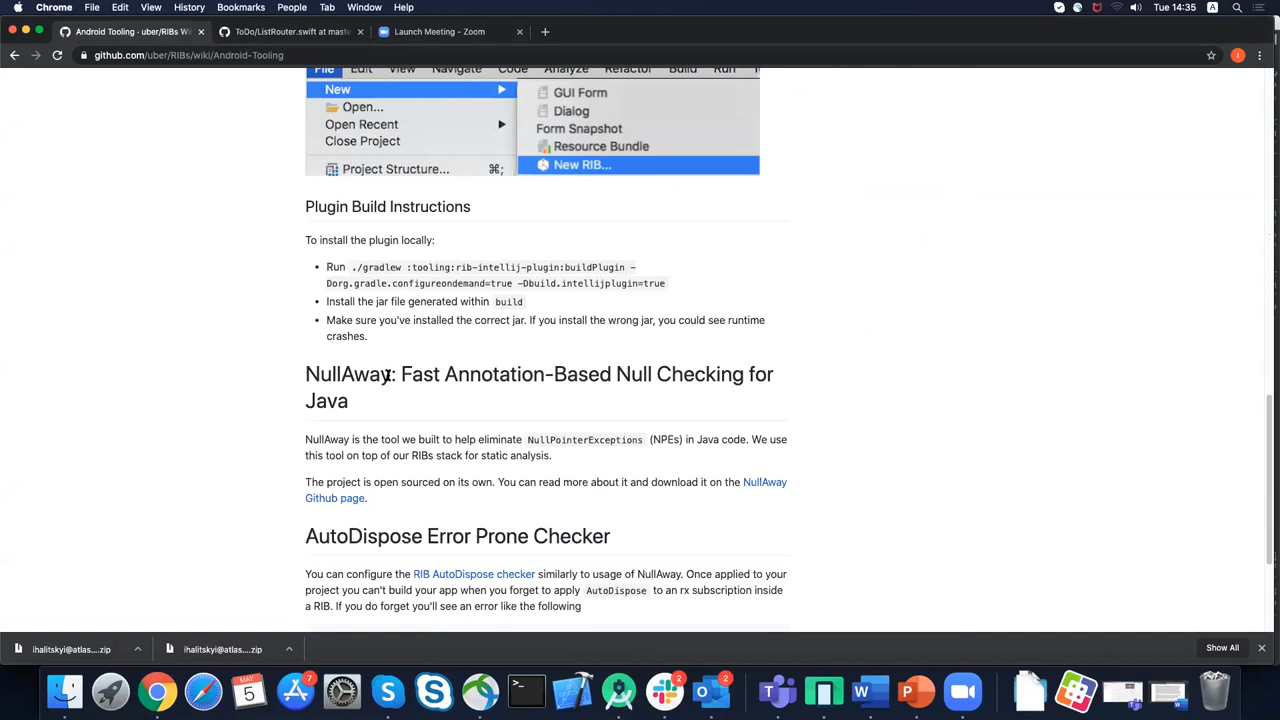 Chrome File Edit View History Bookmarks People Tab Window Help Tue 14:35 A
Android Tooling · uber/RIBs Wi ToDo/ListRouter.swift at maste Launch Meeting - Zoom
github.com/uber/RIBs/wiki/Android-Tooling I
File Edit View Navigate Code Analyze Refactor Build Run
New GUI Form
Open... Dialog
Open Recent Form Snapshot
Close Project Resource Bundle
Project Structure... ⌘; New RIB...
Plugin Build Instructions
To install the plugin locally:
• Run ./gradlew :tooling:rib-intellij-plugin:buildPlugin -
Dorg.gradle.configureondemand=true -Dbuild.intellijplugin=true
• Install the jar file generated within build
• Make sure you've installed the correct jar. If you install the wrong jar, you could see runtime
crashes.
NullAway: Fast Annotation-Based Null Checking for
Java
NullAway is the tool we built to help eliminate NullPointerExceptions (NPEs) in Java code. We use
this tool on top of our RIBs stack for static analysis.
The project is open sourced on its own. You can read more about it and download it on the NullAway
Github page.
AutoDispose Error Prone Checker
You can configure the RIB AutoDispose checker similarly to usage of NullAway. Once applied to your
project you can't build your app when you forget to apply AutoDispose to an rx subscription inside
a RIB. If you do forget you'll see an error like the following
ihalitskyi@atlas....zip ihalitskyi@atlas....zip Show All
MAY 5 7 2 2